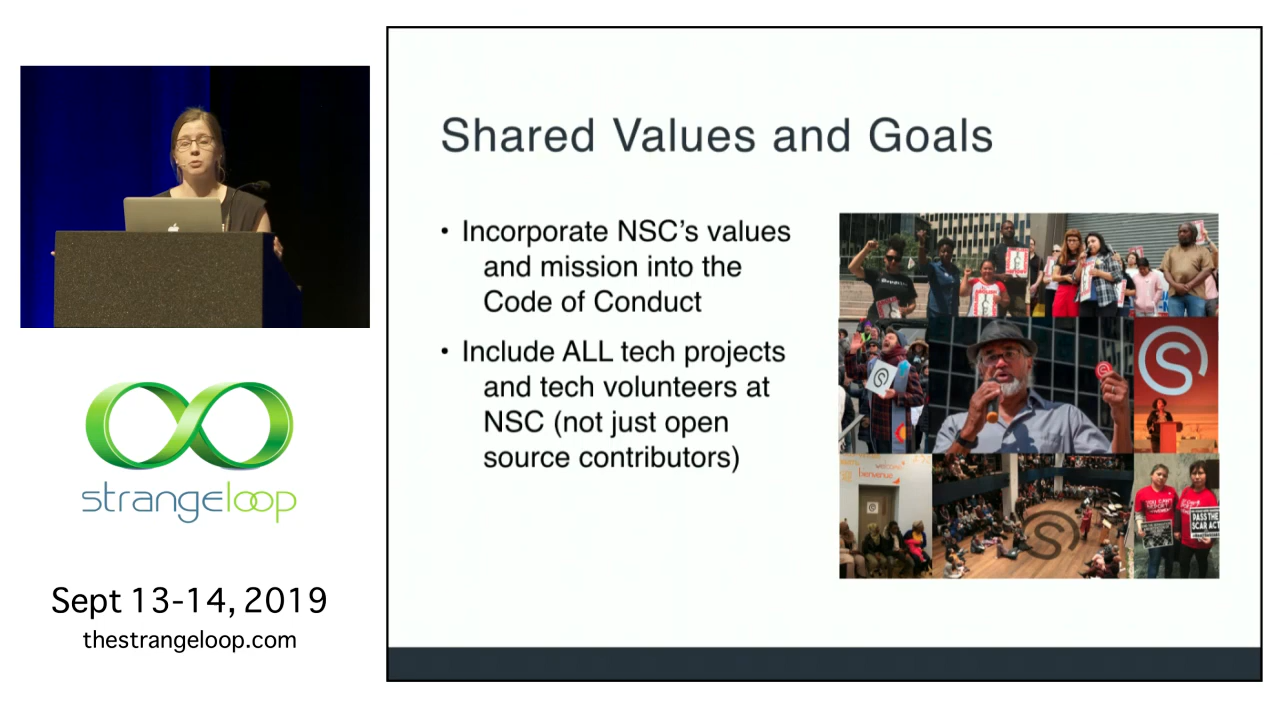 Shared Values and Goals
• Incorporate NSC’s values
and mission into the
Code of Conduct
• Include ALL tech projects
and tech volunteers at
NSC (not just open
source contributors)
PASS THE
SCAR ACT
strangeloop
Sept 13-14, 2019
thestrangeloop.com